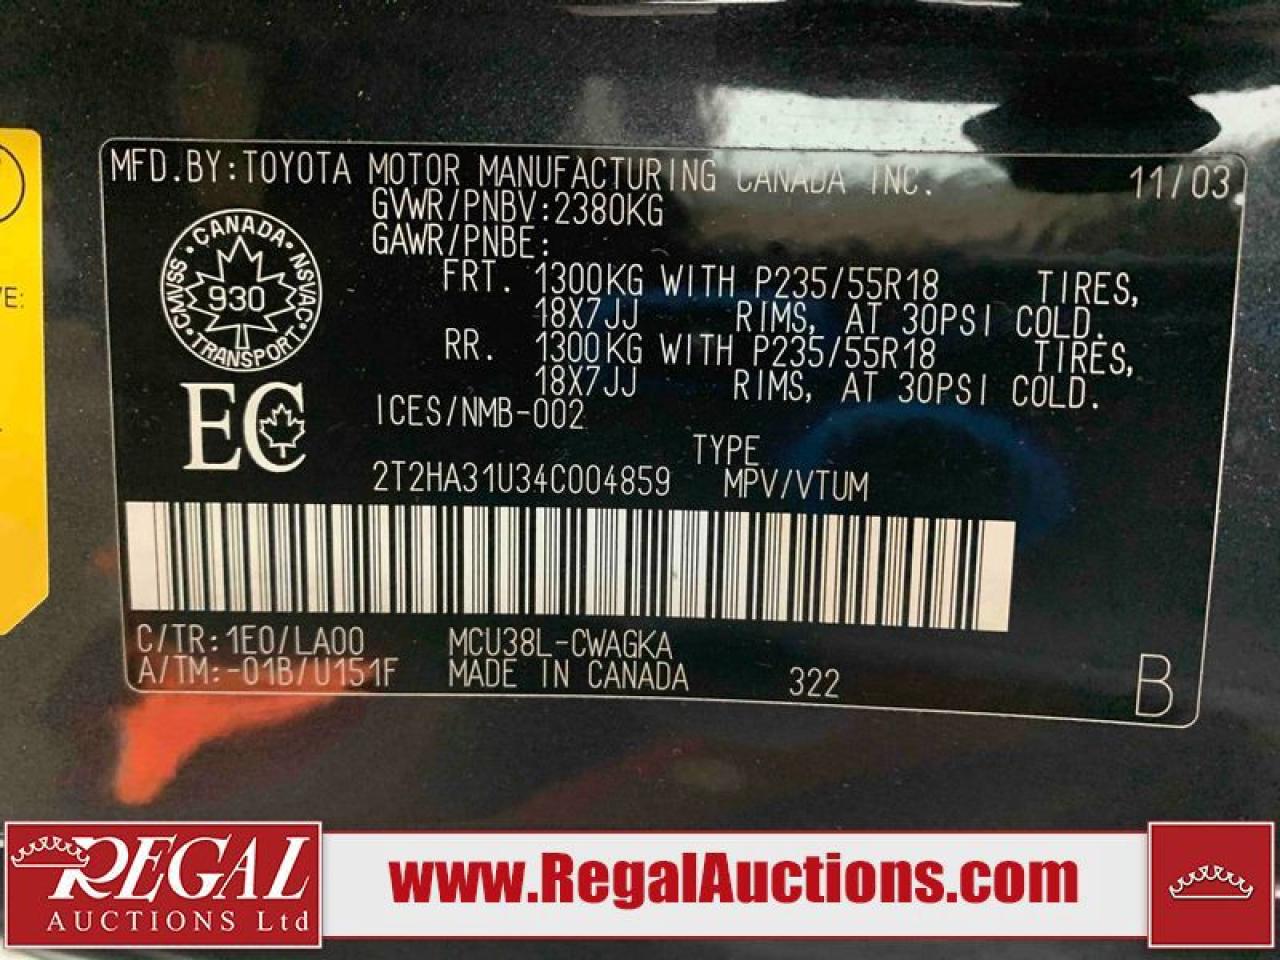 MFD.BY:TOYOTA MOTOR MANUFACTURING CANADA INC. 11/03
GVWR/PNBV:2380KG
GAWR/PNBE:
FRT. 1300KG WITH P235/55R18 TIRES,
18X7JJ RIMS, AT 30PSI COLD.
RR. 1300KG WITH P235/55R18 TIRES,
18X7JJ RIMS, AT 30PSI COLD.
CANADA
CMVSS NSVAC
930
TRANSPORT
EC
ICES/NMB-002
TYPE
2T2HA31U34C004859 MPV/VTUM
C/TR:1E0/LA00 MCU38L-CWAGKA
A/TM:-01B/U151F MADE IN CANADA 322 B
REGAL
AUCTIONS Ltd
www.RegalAuctions.com